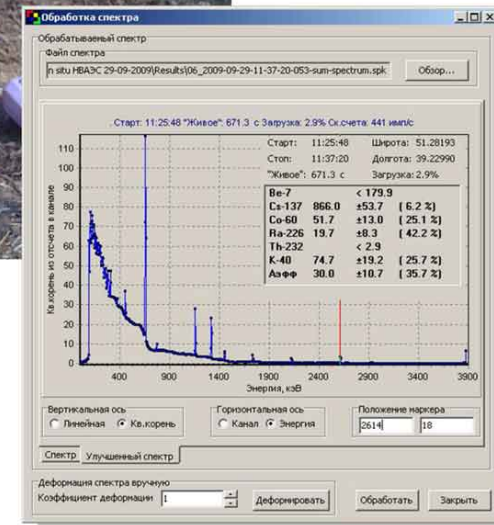 Обработка спектра
Обрабатываемый спектр
Файл спектра
n situ НВАЭС 29-09-2009\Results\06_2009-09-29-11-37-20-053-sum-spectrum.spk
Обзор...
Старт: 11:25:48 "Живое": 671.3 с Загрузка: 2.9% Ск.счета: 441 имп/с
Старт: 11:25:48 Широта: 51.28193
Стоп: 11:37:20 Долгота: 39.22990
"Живое": 671.3 с Загрузка: 2.9%
Be-7 < 179.9
Cs-137 866.0 ±53.7 ( 6.2 %)
Co-60 51.7 ±13.0 ( 25.1 %)
Ra-226 19.7 ±8.3 ( 42.2 %)
Th-232 < 2.9
K-40 74.7 ±19.2 ( 25.7 %)
Aэфф 30.0 ±10.7 ( 35.7 %)
Кв.корень из отсчета в канале
110
100
90
80
70
60
50
40
30
20
10
0
400 900 1400 1900 2400 2900 3400 3900
Энергия, кэВ
Вертикальная ось
Линейная Кв.корень
Горизонтальная ось
Канал Энергия
Положение маркера
2614 18
Спектр Улучшенный спектр
Деформация спектра вручную
Коэффициент деформации 1 Деформировать Обработать Закрыть